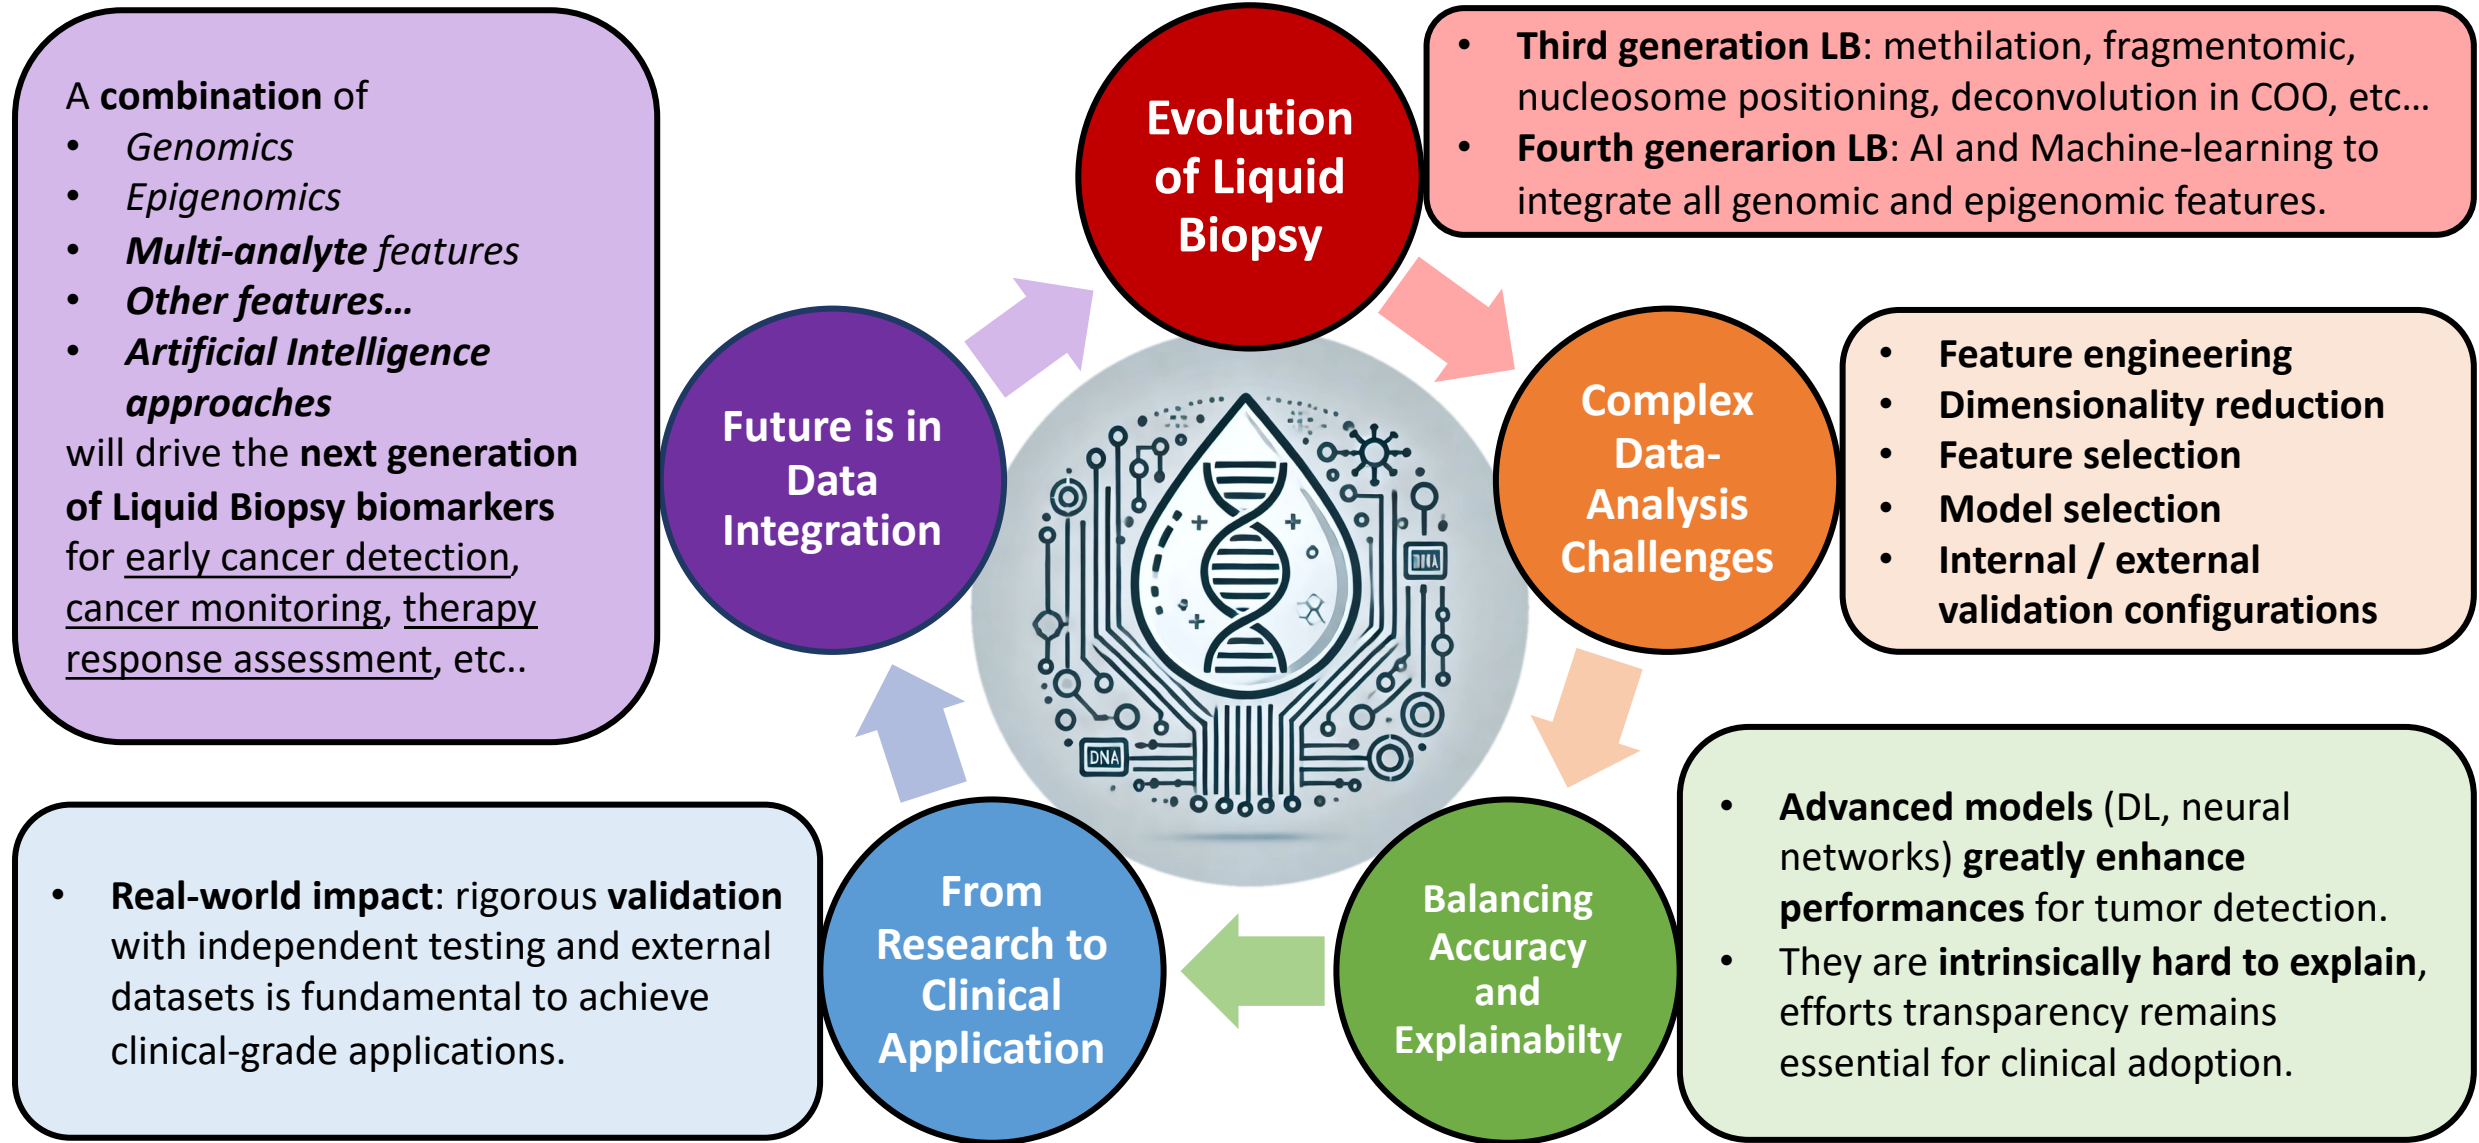 A combination of
• Genomics
• Epigenomics
• Multi-analyte features
• Other features…
• Artificial Intelligence
approaches
will drive the next generation
of Liquid Biopsy biomarkers
for early cancer detection,
cancer monitoring, therapy
response assessment, etc..
Evolution
of Liquid
Biopsy
• Third generation LB: methilation, fragmentomic,
nucleosome positioning, deconvolution in COO, etc…
• Fourth generarion LB: AI and Machine-learning to
integrate all genomic and epigenomic features.
Future is in
Data
Integration
Complex
Data-
Analysis
Challenges
• Feature engineering
• Dimensionality reduction
• Feature selection
• Model selection
• Internal / external
validation configurations
DNA
• Real-world impact: rigorous validation
with independent testing and external
datasets is fundamental to achieve
clinical-grade applications.
From
Research to
Clinical
Application
Balancing
Accuracy
and
Explainabilty
• Advanced models (DL, neural
networks) greatly enhance
performances for tumor detection.
• They are intrinsically hard to explain,
efforts transparency remains
essential for clinical adoption.